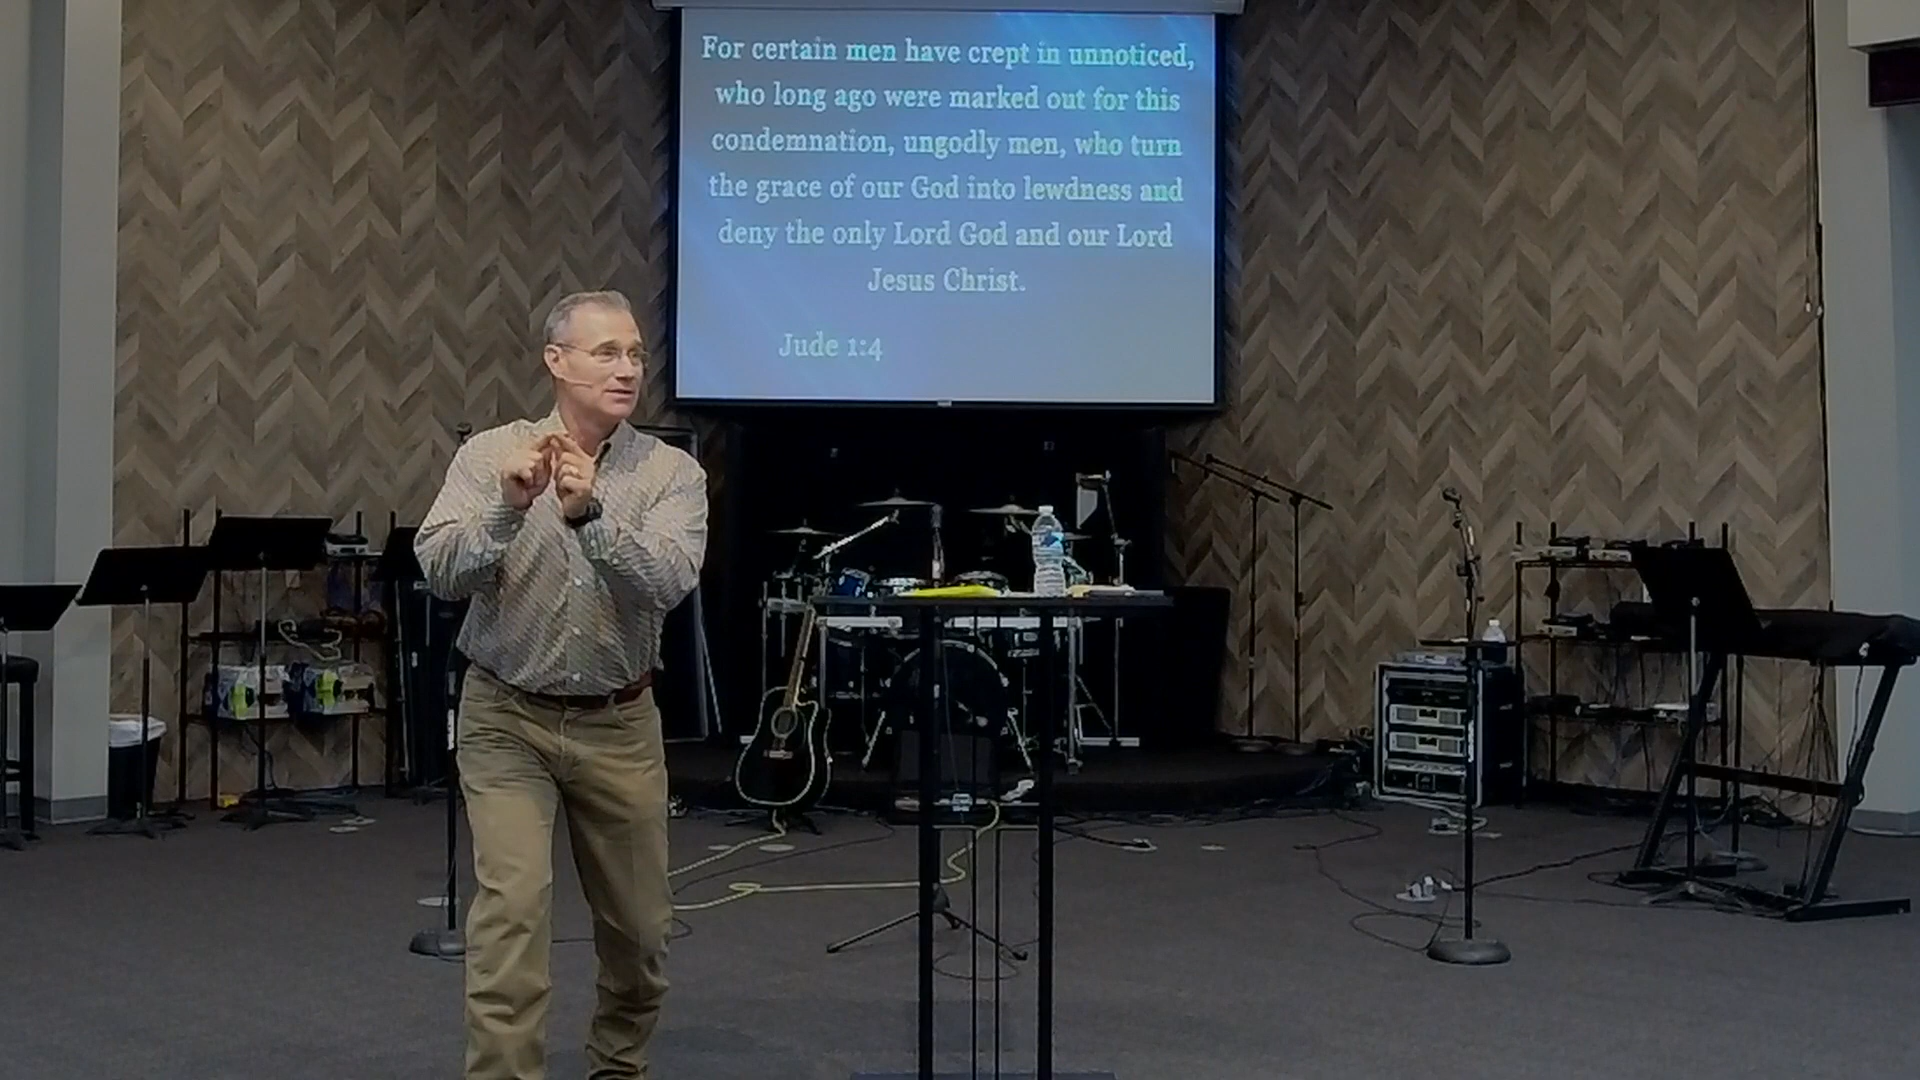 For certain men have crept in unnoticed,
who long ago were marked out for this
condemnation, ungodly men, who turn
the grace of our God into lewdness and
deny the only Lord God and our Lord
Jesus Christ.
Jude 1:4